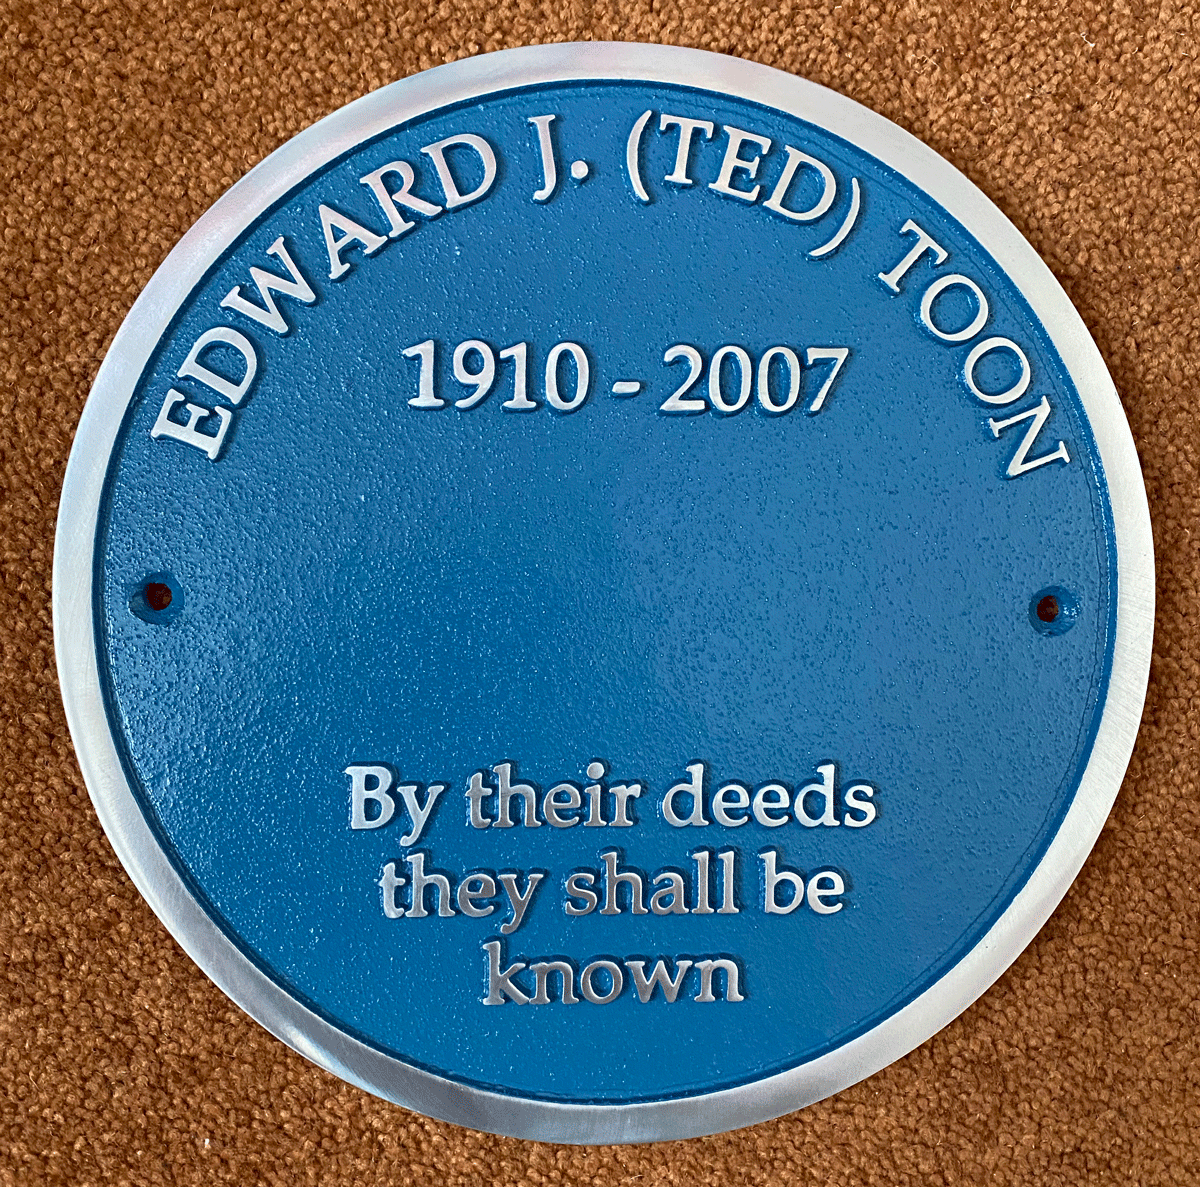 EDWARD J. (TED) TOON
1910 - 2007
By their deeds
they shall be
known